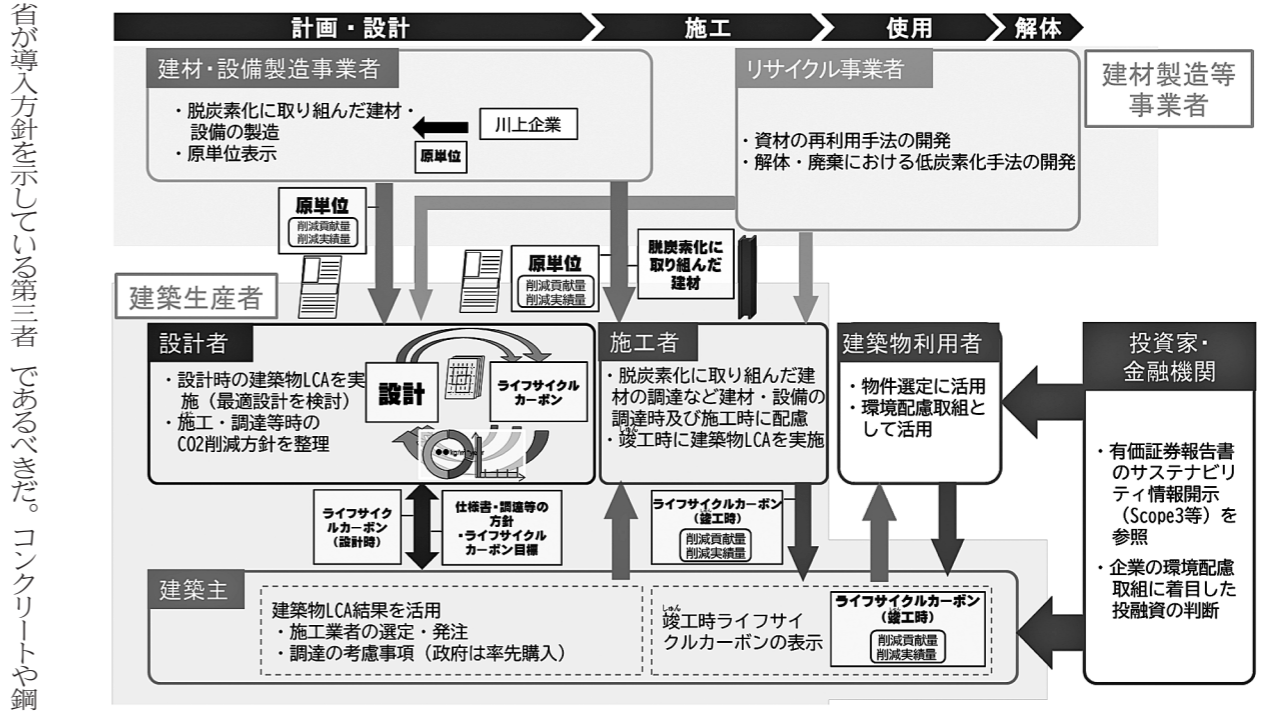 省が導入方針を示している第三者
であるべきだ。コンクリートや鋼
計画・設計
施工
使用
解体
建材・設備製造事業者
・脱炭素化に取り組んだ建材・
設備の製造
・原単位表示
川上企業
原単位
リサイクル事業者
・資材の再利用手法の開発
・解体・廃棄における低炭素化手法の開発
建材製造等
事業者
原単位
削減貢献量
削減実績量
原単位
削減貢献量
削減実績量
脱炭素化に
取り組んだ
建材
建築生産者
設計者
・設計時の建築物LCAを実
施（最適設計を検討）
・施工・調達等時の
CO2削減方針を整理
設計
ライフサイクル
カーボン
●●kg/m²year
施工者
・脱炭素化に取り組んだ建
材の調達など建材・設備の
調達時及び施工時に配慮
しゅん
・竣工時に建築物LCAを実施
建築物利用者
・物件選定に活用
・環境配慮取組と
して活用
投資家・
金融機関
・有価証券報告書
のサステナビリ
ティ情報開示
（Scope3等）を
参照
・企業の環境配慮
取組に着目した
投融資の判断
ライフサイク
ルカーボン
（設計時）
仕様書・調達等の
方針
・ライフサイクル
カーボン目標
ライフサイクルカーボン
（竣工時）
削減貢献量
削減実績量
建築主
建築物LCA結果を活用
・施工業者の選定・発注
・調達の考慮事項（政府は率先購入）
しゅん
竣工時ライフサイ
クルカーボンの表示
ライフサイクルカーボン
（竣工時）
削減貢献量
削減実績量